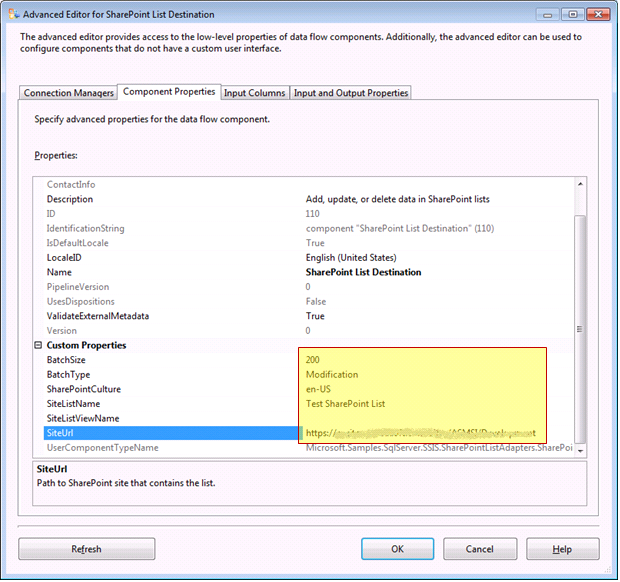 Advanced Editor for SharePoint List Destination
The advanced editor provides access to the low-level properties of data flow components. Additionally, the advanced editor can be used to
configure components that do not have a custom user interface.
Connection Managers Component Properties Input Columns Input and Output Properties
Specify advanced properties for the data flow component.
Properties:
ContactInfo
Description Add, update, or delete data in SharePoint lists
ID 110
IdentificationString component "SharePoint List Destination" (110)
IsDefaultLocale True
LocaleID English (United States)
Name SharePoint List Destination
PipelineVersion 0
UsesDispositions False
ValidateExternalMetadata True
Version 0
Custom Properties
BatchSize 200
BatchType Modification
SharePointCulture en-US
SiteListName Test SharePoint List
SiteListViewName
SiteUrl https://
UserComponentTypeName Microsoft.Samples.SqlServer.SSIS.SharePointListAdapters.SharePoi
SiteUrl
Path to SharePoint site that contains the list.
Refresh OK Cancel Help